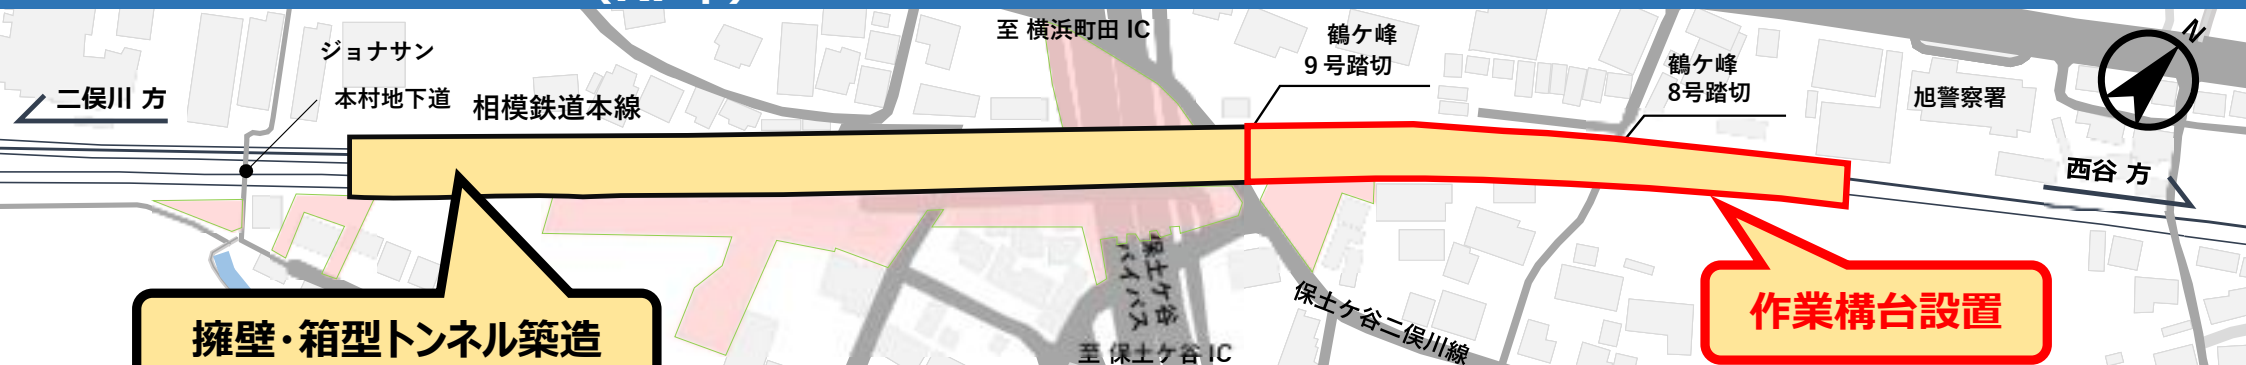 至 横浜町田 IC
鶴ケ峰
9号踏切
ジョナサン
鶴ケ峰
8号踏切
N
二俣川 方
本村地下道
相模鉄道本線
旭警察署
西谷 方
保土ケ谷
バイパス
保土ケ谷二俣川線
擁壁・箱型トンネル築造
作業構台設置
至 保土ケ谷 IC